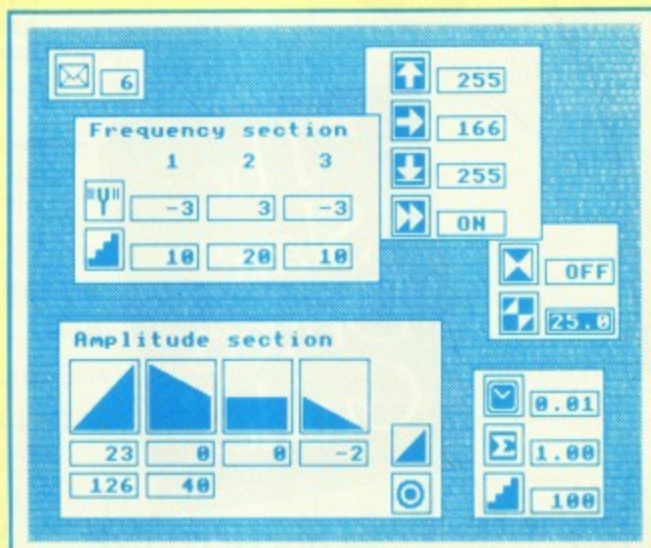 6
255
166
255
ON
Frequency section
1 2 3
"Y" -3 3 -3
10 20 10
OFF
25.0
Amplitude section
23 0 0 -2
126 40
0.01
Σ 1.00
100